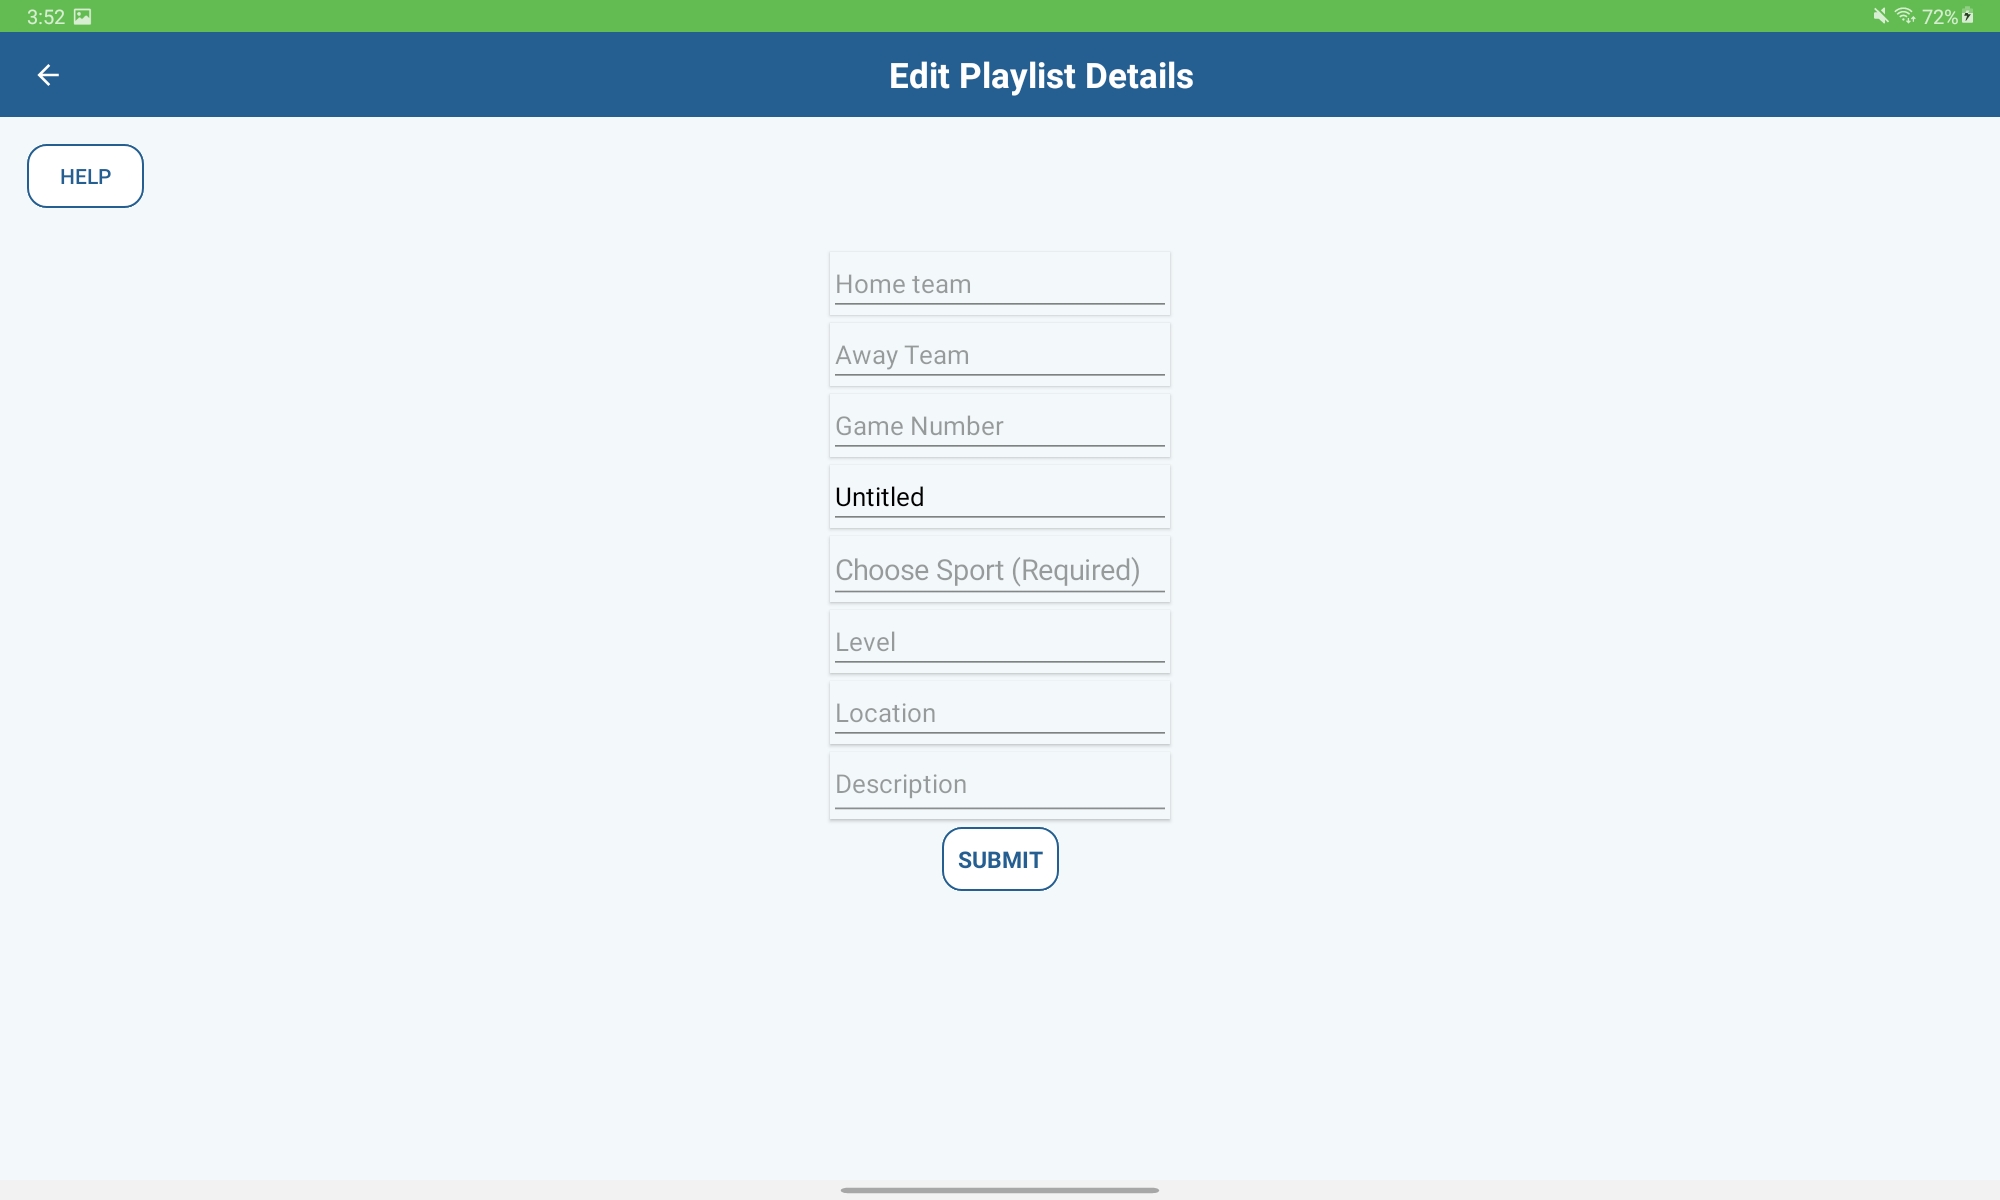 3:52
72%
Edit Playlist Details
HELP
Home team
Away Team
Game Number
Untitled
Choose Sport (Required)
Level
Location
Description
SUBMIT